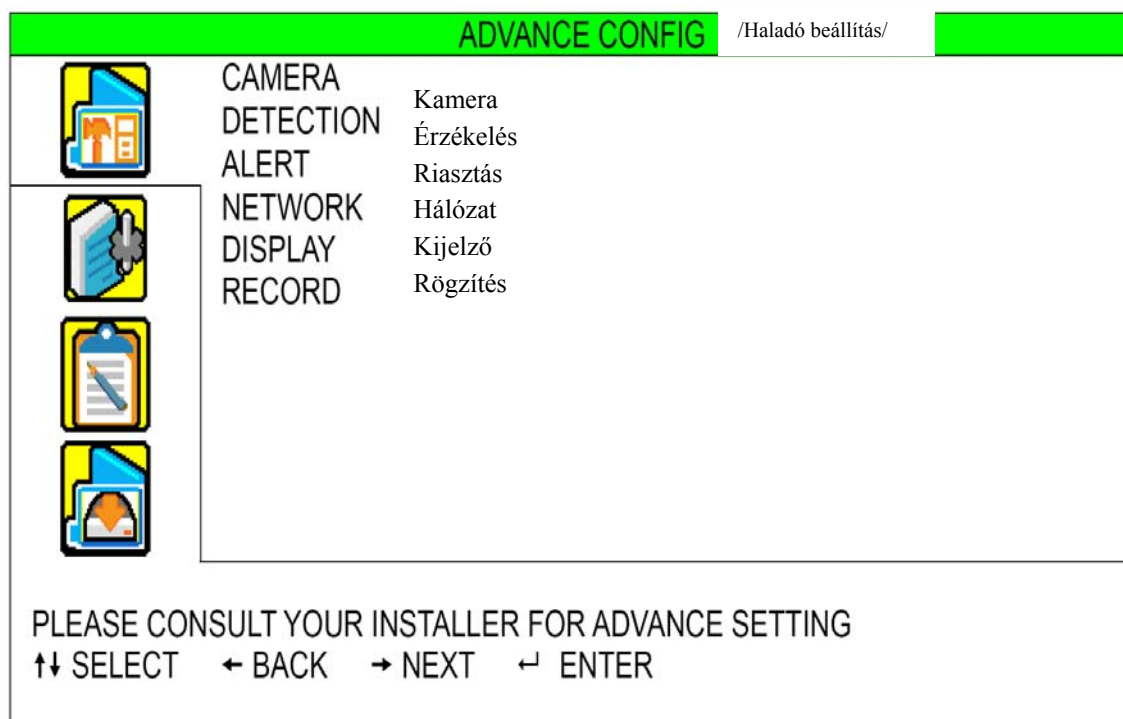 ADVANCE CONFIG /Haladó beállítás/
CAMERA Kamera
DETECTION Érzékelés
ALERT Riasztás
NETWORK Hálózat
DISPLAY Kijelző
RECORD Rögzítés
PLEASE CONSULT YOUR INSTALLER FOR ADVANCE SETTING
↑↓ SELECT ← BACK → NEXT ↵ ENTER